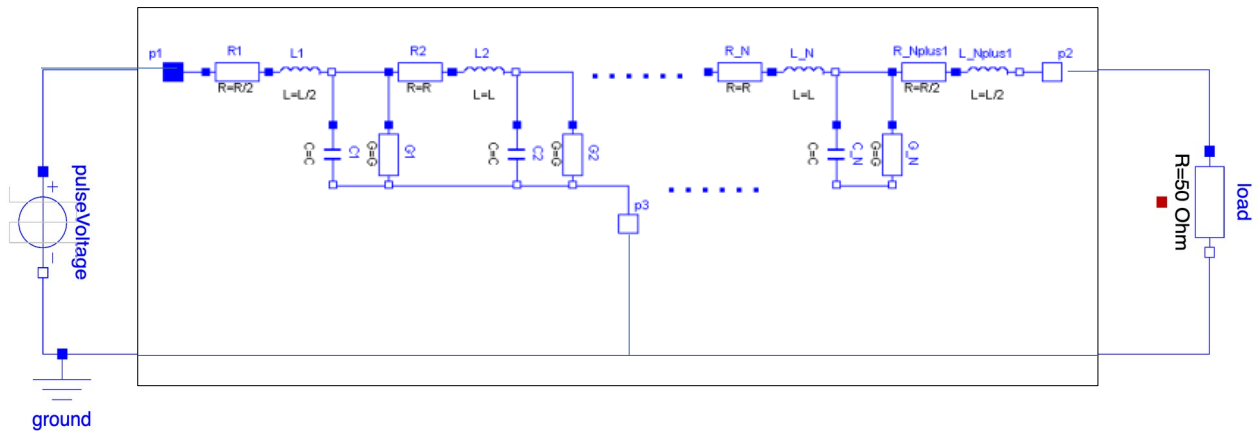 p1
R1
R=R/2
L1
L=L/2
C1
C=C
G1
G=G
R2
R=R
L2
L=L
C2
C=C
G2
G=G
p3
R_N
R=R
L_N
L=L
C_N
C=C
G_N
G=G
R_Nplus1
R=R/2
L_Nplus1
L=L/2
p2
+
pulseVoltage
−
ground
R=50 Ohm
load